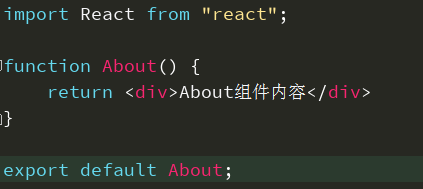 import React from "react";
function About() {
    return <div>About组件内容</div>
}
export default About;